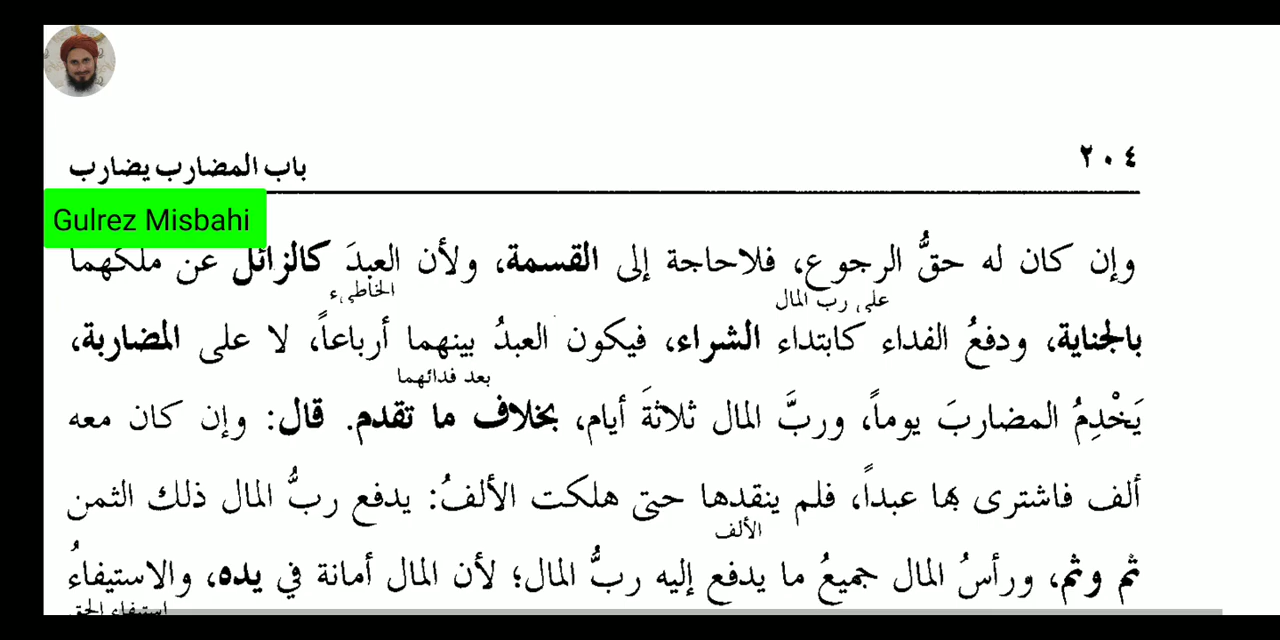 باب المضارب يضارب ٢٠٤
Gulrez Misbahi
وإن كان له حقُّ الرجوع، فلاحاجة إلى القسمة، ولأن العبدَ كالزائل عن ملكهما
على رب المال الخاطىء
بالجناية، ودفعُ الفداء كابتداء الشراء، فيكون العبدُ بينهما أرباعاً، لا على المضاربة،
بعد فدائهما
يَخْدِمُ المضاربَ يوماً، وربَّ المال ثلاثةَ أيام، بخلاف ما تقدم. قال: وإن كان معه
ألف فاشترى بها عبداً، فلم ينقدها حتى هلكت الألفُ: يدفع ربُّ المال ذلك الثمن
الألف
ثم وثم، ورأسُ المال جميعُ ما يدفع إليه ربُّ المال؛ لأن المال أمانة في يده، والاستيفاءُ
استيفاء الحق